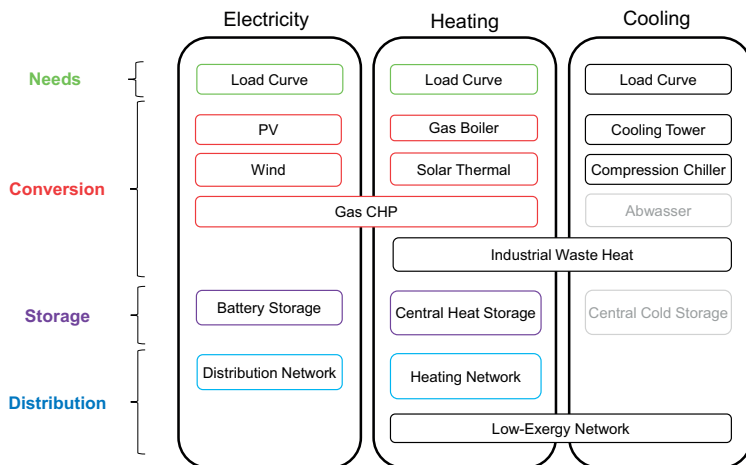 Electricity
Heating
Cooling
Needs
Load Curve
Load Curve
Load Curve
Conversion
PV
Gas Boiler
Cooling Tower
Wind
Solar Thermal
Compression Chiller
Gas CHP
Abwasser
Industrial Waste Heat
Storage
Battery Storage
Central Heat Storage
Central Cold Storage
Distribution
Distribution Network
Heating Network
Low-Exergy Network